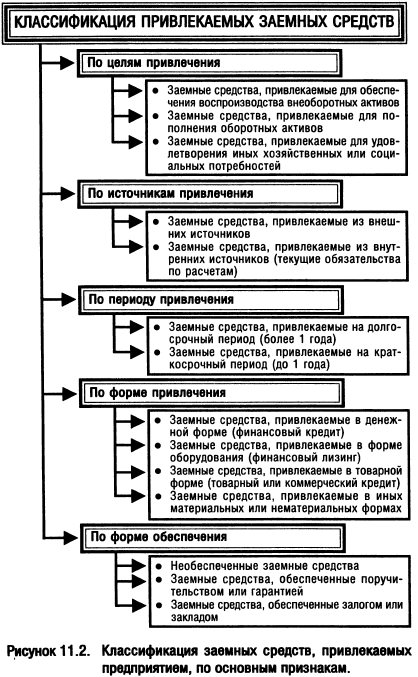 КЛАССИФИКАЦИЯ ПРИВЛЕКАЕМЫХ ЗАЕМНЫХ СРЕДСТВ
По целям привлечения
• Заемные средства, привлекаемые для обеспе-
чения воспроизводства внеоборотных активов
• Заемные средства, привлекаемые для по-
полнения оборотных активов
• Заемные средства, привлекаемые для удов-
летворения иных хозяйственных или соци-
альных потребностей
По источникам привлечения
• Заемные средства, привлекаемые из внеш-
них источников
• Заемные средства, привлекаемые из внут-
ренних источников (текущие обязательства
по расчетам)
По периоду привлечения
• Заемные средства, привлекаемые на долго-
срочный период (более 1 года)
• Заемные средства, привлекаемые на крат-
косрочный период (до 1 года)
По форме привлечения
• Заемные средства, привлекаемые в денеж-
ной форме (финансовый кредит)
• Заемные средства, привлекаемые в форме
оборудования (финансовый лизинг)
• Заемные средства, привлекаемые в товарной
форме (товарный или коммерческий кредит)
• Заемные средства, привлекаемые в иных
материальных или нематериальных формах
По форме обеспечения
• Необеспеченные заемные средства
• Заемные средства, обеспеченные поручи-
тельством или гарантией
• Заемные средства, обеспеченные залогом или
закладом
Рисунок 11.2. Классификация заемных средств, привлекаемых
предприятием, по основным признакам.